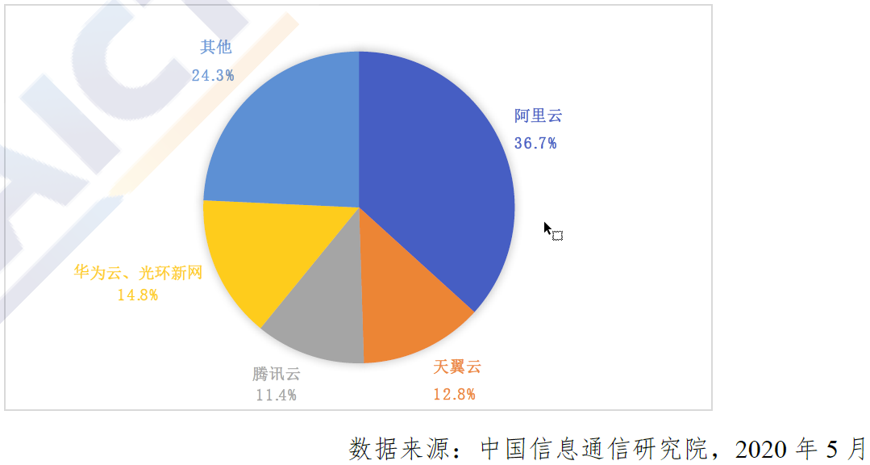 其他
24.3%
阿里云
36.7%
华为云、光环新网
14.8%
腾讯云
11.4%
天翼云
12.8%
数据来源：中国信息通信研究院，2020 年 5 月
AICT